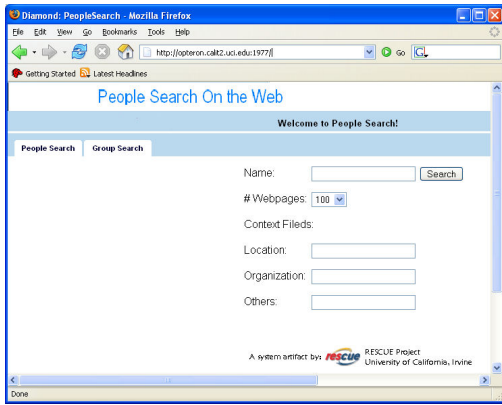 Diamond: PeopleSearch - Mozilla Firefox
File Edit View Go Bookmarks Tools Help
http://opteron.calit2.uci.edu:1977/
Go
G
Getting Started Latest Headlines
People Search On the Web
Welcome to People Search!
People Search Group Search
Name: Search
# Webpages: 100
Context Fileds:
Location:
Organization:
Others:
A system artifact by: rescue RESCUE Project
University of California, Irvine
Done